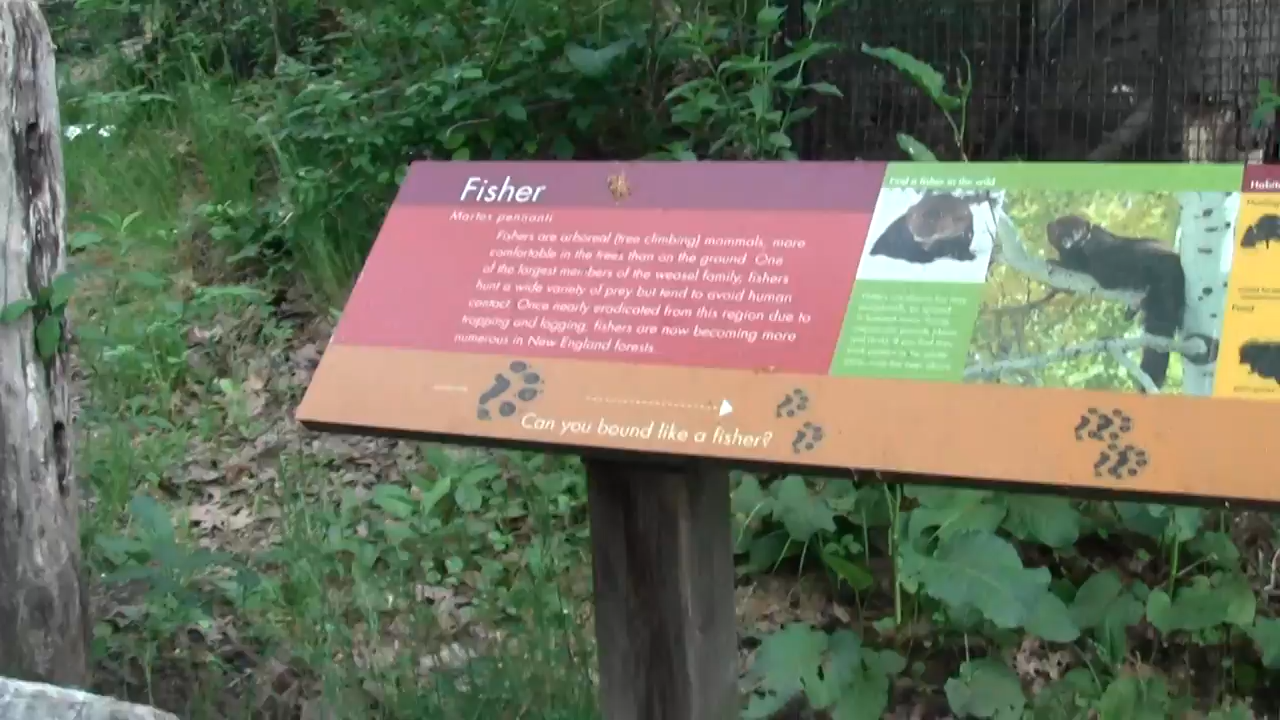 Fisher
Martes pennanti
Fishers are arboreal (tree climbing) mammals, more
comfortable in the trees than on the ground. One
of the largest members of the weasel family, fishers
hunt a wide variety of prey but tend to avoid human
contact. Once nearly eradicated from this region due to
trapping and logging, fishers are now becoming more
numerous in New England forests.
Can you bound like a fisher?
Find a fisher in the wild
Habita
Hunting
Food